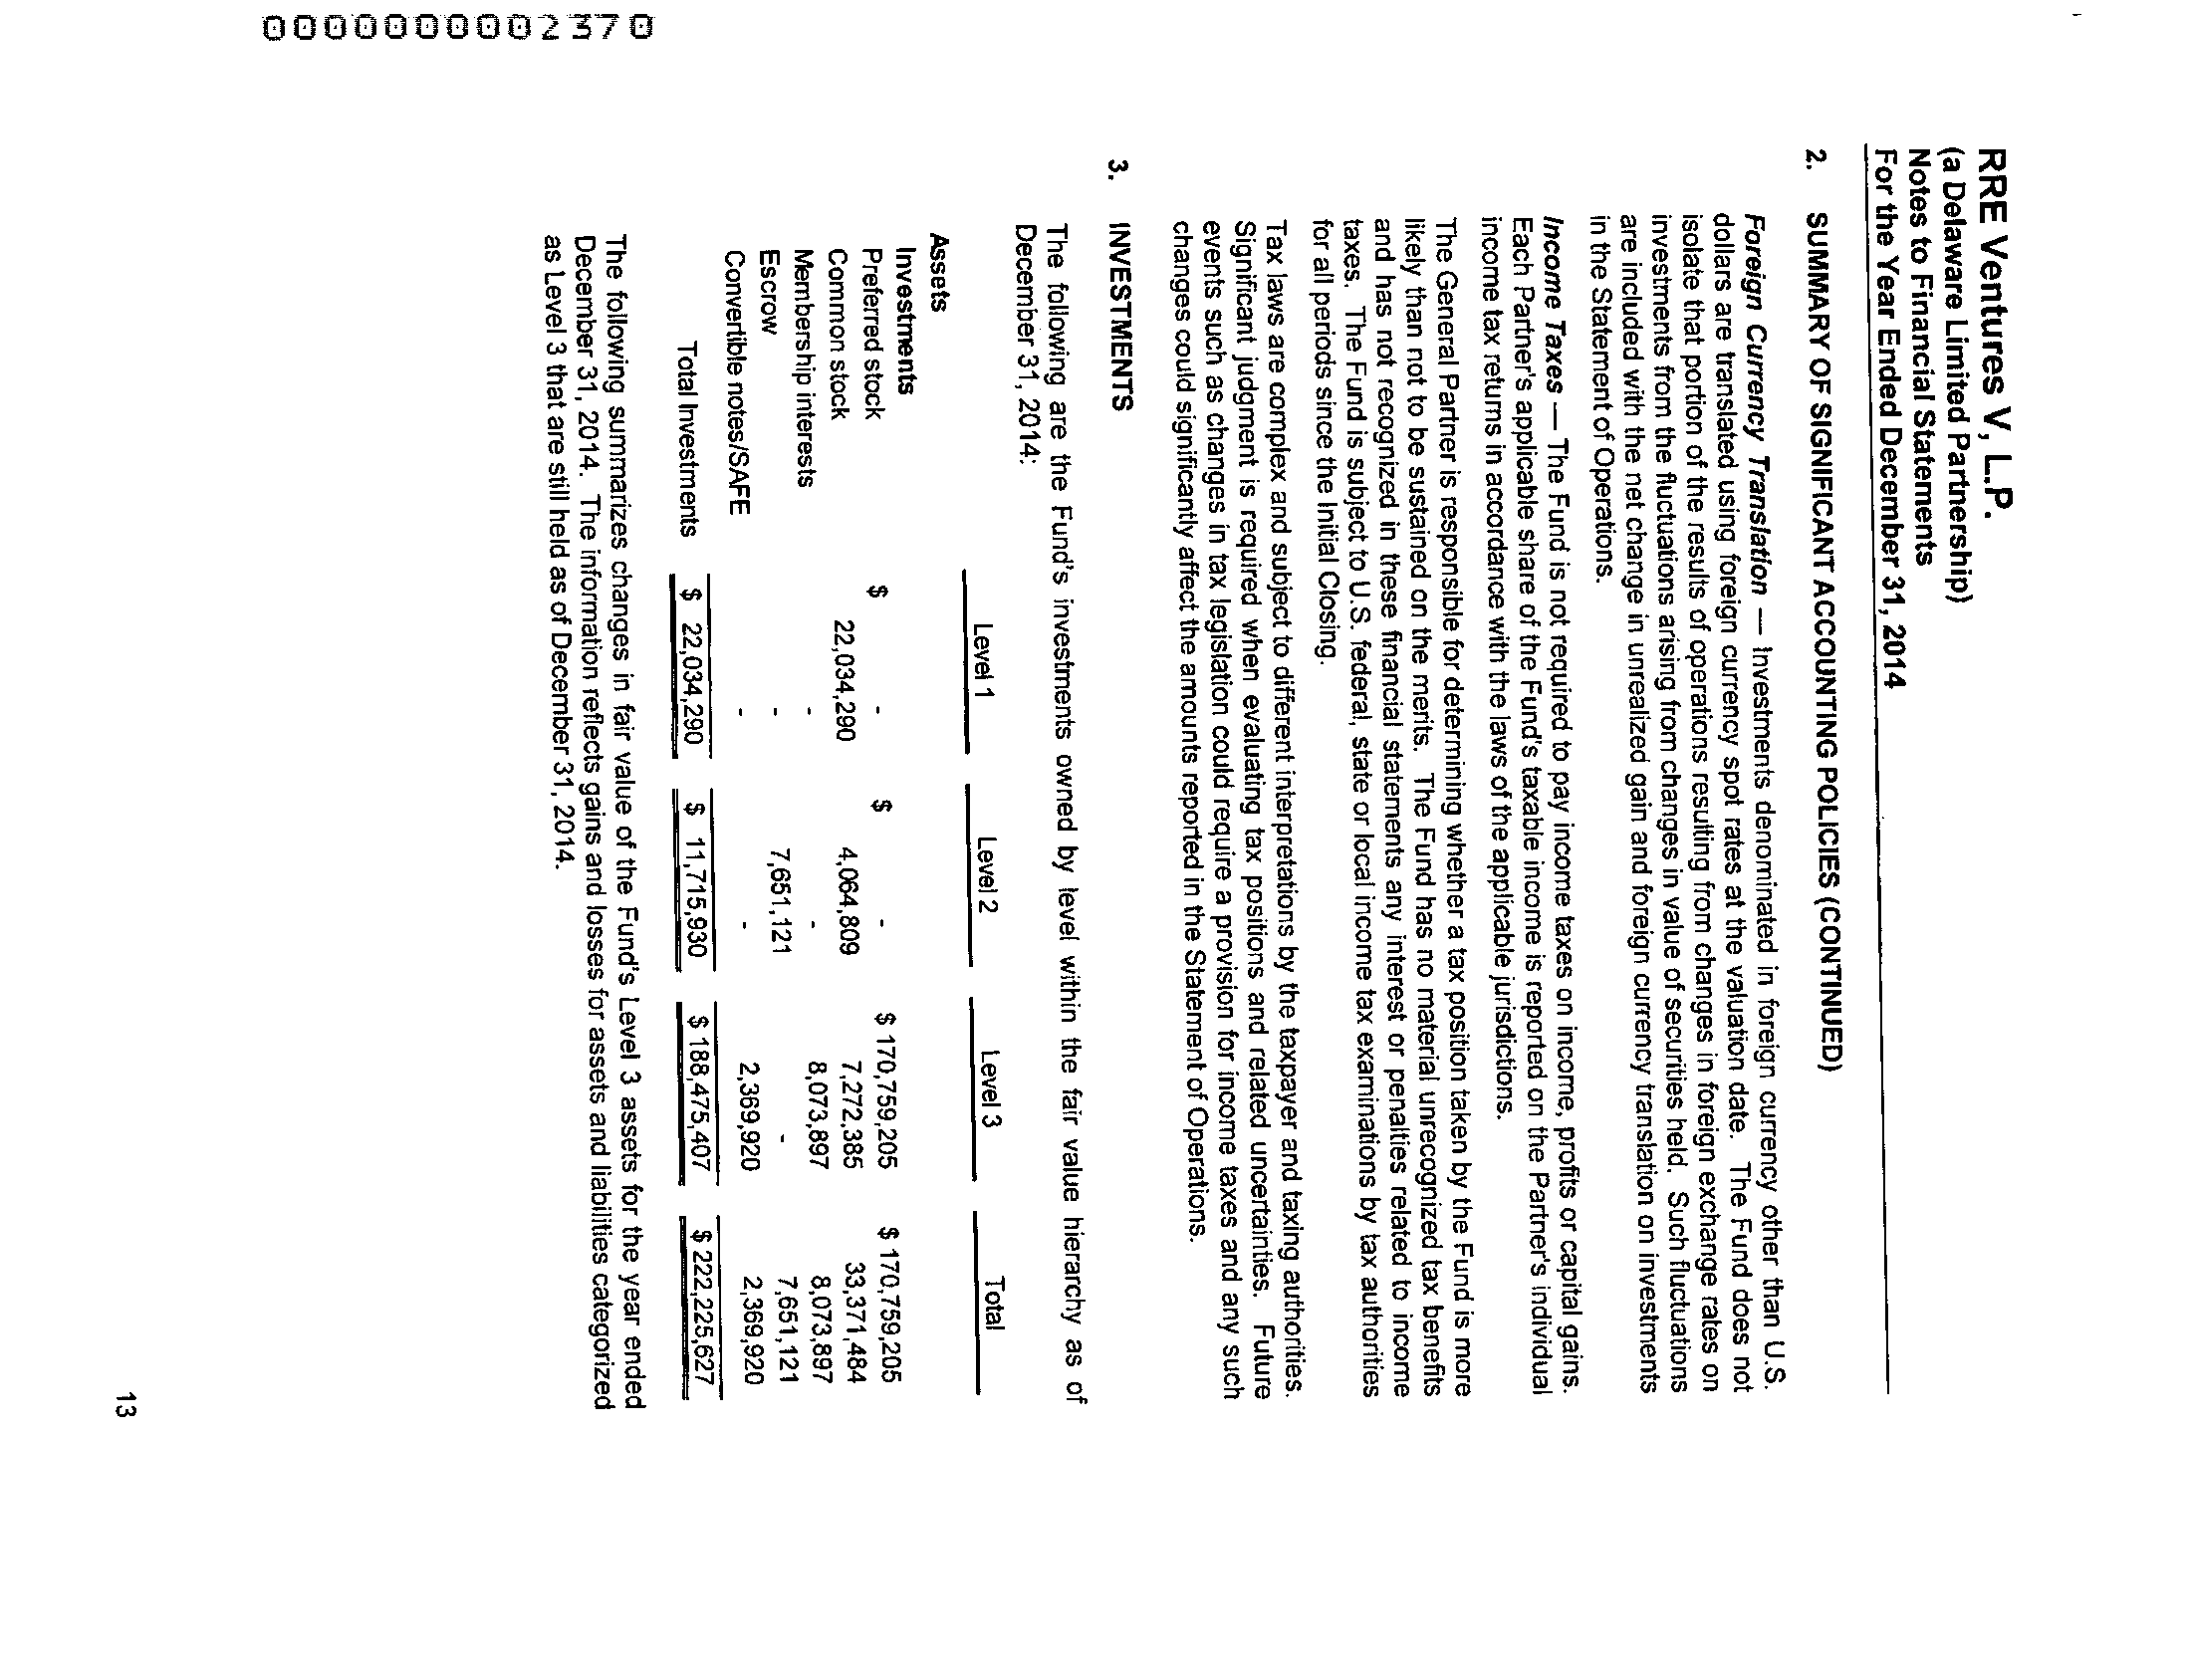 RRE Ventures V, L.P.
(a Delaware Limited Partnership)
Notes to Financial Statements
For the Year Ended December 31, 2014
2. SUMMARY OF SIGNIFICANT ACCOUNTING POLICIES (CONTINUED)
Foreign Currency Translation — Investments denominated in foreign currency other than U.S.
dollars are translated using foreign currency spot rates at the valuation date. The Fund does not
isolate that portion of the results of operations resulting from changes in foreign exchange rates on
investments from the fluctuations arising from changes in value of securities held. Such fluctuations
are included with the net change in unrealized gain and foreign currency translation on investments
in the Statement of Operations.
Income Taxes — The Fund is not required to pay income taxes on income, profits or capital gains.
Each Partner's applicable share of the Fund's taxable income is reported on the Partner's individual
income tax returns in accordance with the laws of the applicable jurisdictions.
The General Partner is responsible for determining whether a tax position taken by the Fund is more
likely than not to be sustained on the merits. The Fund has no material unrecognized tax benefits
and has not recognized in these financial statements any interest or penalties related to income
taxes. The Fund is subject to U.S. federal, state or local income tax examinations by tax authorities
for all periods since the Initial Closing.
Tax laws are complex and subject to different interpretations by the taxpayer and taxing authorities.
Significant judgment is required when evaluating tax positions and related uncertainties. Future
events such as changes in tax legislation could require a provision for income taxes and any such
changes could significantly affect the amounts reported in the Statement of Operations.
3. INVESTMENTS
The following are the Fund's investments owned by level within the fair value hierarchy as of
December 31, 2014:
Level 1 Level 2 Level 3 Total
Assets
Investments
Preferred stock $ - $ - $ 170,759,205 $ 170,759,205
Common stock 22,034,290 4,064,809 7,272,385 33,371,484
Membership interests - - 8,073,897 8,073,897
Escrow - 7,651,121 - 7,651,121
Convertible notes/SAFE - - 2,369,920 2,369,920
Total Investments $ 22,034,290 $ 11,715,930 $ 188,475,407 $ 222,225,627
The following summarizes changes in fair value of the Fund's Level 3 assets for the year ended
December 31, 2014. The information reflects gains and losses for assets and liabilities categorized
as Level 3 that are still held as of December 31, 2014.
13
0000000002370